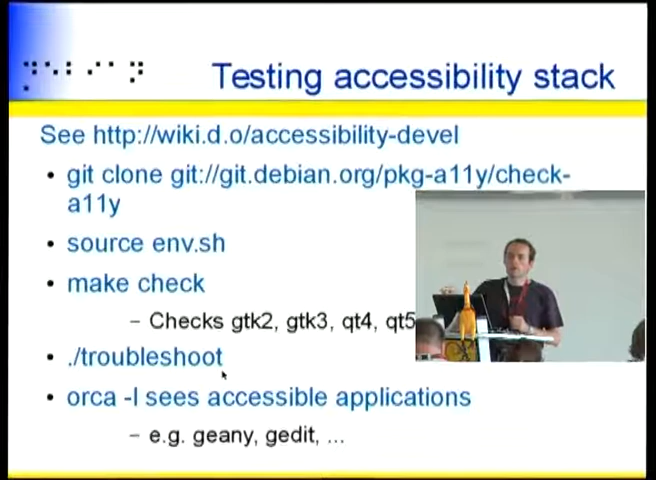 Testing accessibility stack
See http://wiki.d.o/accessibility-devel
• git clone git://git.debian.org/pkg-a11y/check-
a11y
• source env.sh
• make check
– Checks gtk2, gtk3, qt4, qt5
• ./troubleshoot
• orca -l sees accessible applications
– e.g. geany, gedit, ...